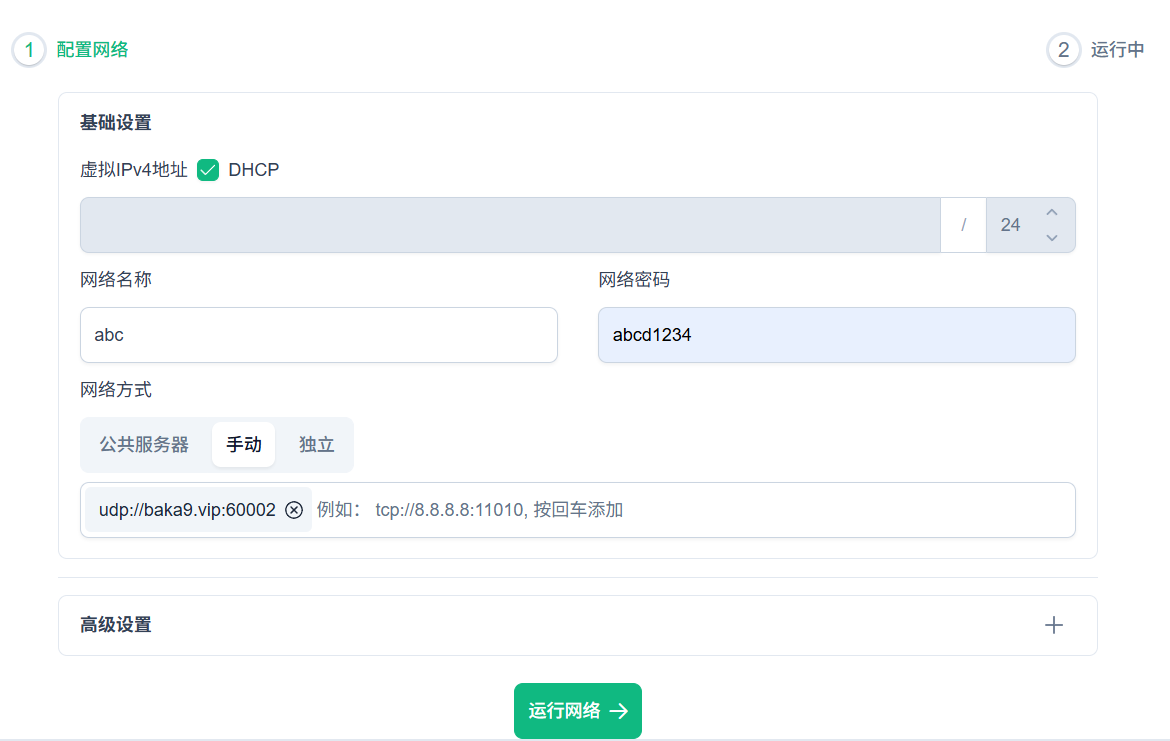 1 配置网络
2 运行中
基础设置
虚拟IPv4地址 DHCP
/ 24
网络名称 网络密码
abc abcd1234
网络方式
公共服务器 手动 独立
udp://baka9.vip:60002 例如： tcp://8.8.8.8:11010, 按回车添加
高级设置
运行网络